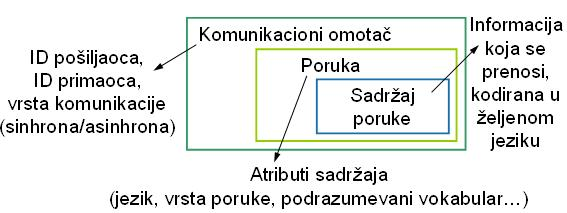 ID pošiljaoca,
ID primaoca,
vrsta komunikacije
(sinhrona/asinhrona)
Komunikacioni omotač
Poruka
Sadržaj
poruke
Informacija
koja se
prenosi,
kodirana u
željenom
jeziku
Atributi sadržaja
(jezik, vrsta poruke, podrazumevani vokabular…)